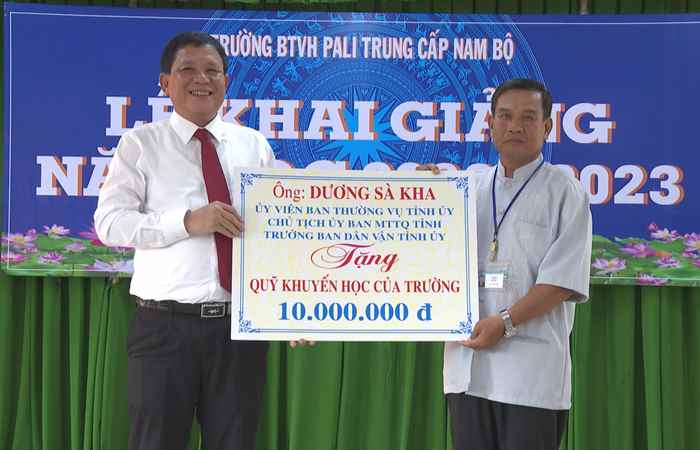 TRƯỜNG BTVH PALI TRUNG CẤP NAM BỘ
LỄ KHAI GIẢNG
2023
Ông: DƯƠNG SÀ KHA
ỦY VIÊN BAN THƯỜNG VỤ TỈNH ỦY
CHỦ TỊCH ỦY BAN MTTQ TỈNH
TRƯỞNG BAN DÂN VẬN TỈNH ỦY
Tặng
QUỸ KHUYẾN HỌC CỦA TRƯỜNG
10.000.000 đ